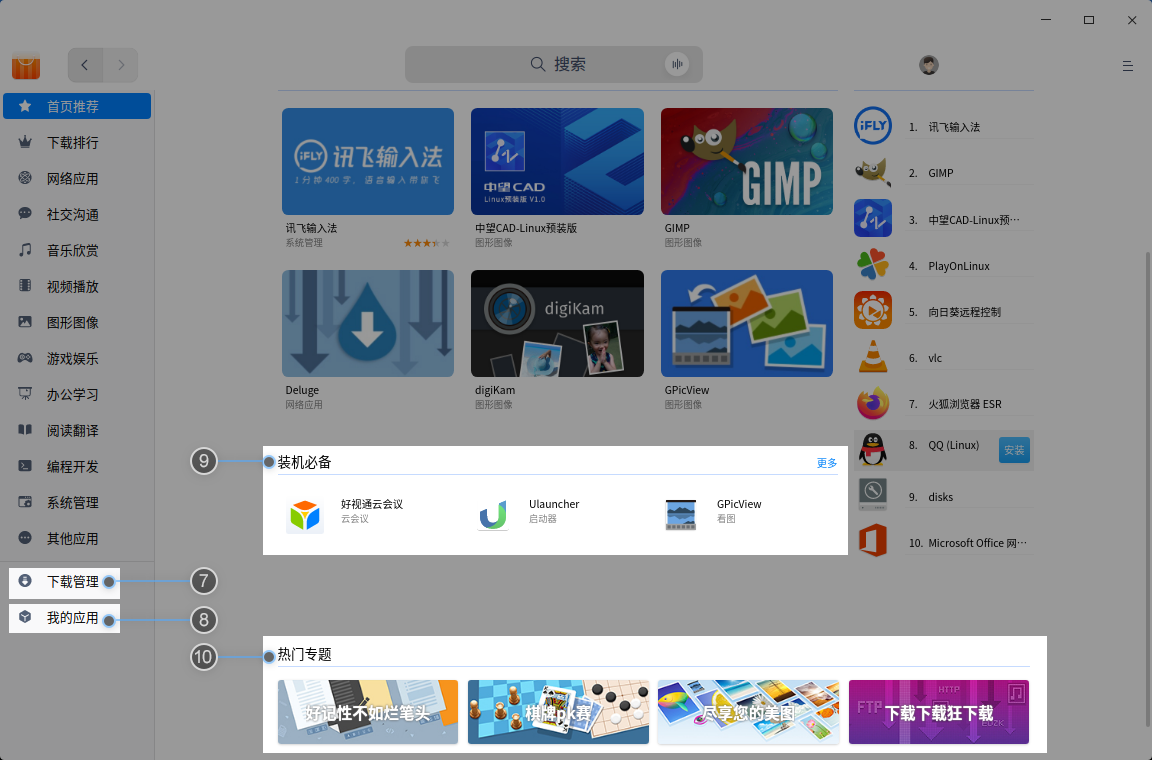 搜索
首页推荐
下载排行
网络应用
社交沟通
音乐欣赏
视频播放
图形图像
游戏娱乐
办公学习
阅读翻译
编程开发
系统管理
其他应用
下载管理
我的应用
7
8
9
10
iFLY 讯飞输入法
1分钟400字，语音输入带你飞
讯飞输入法
系统管理
中望CAD
Linux预装版 V1.0
中望CAD-Linux预装版
图形图像
GIMP
GIMP
图形图像
Deluge
网络应用
digiKam
digiKam
图形图像
GPicView
图形图像
装机必备
更多
好视通云会议
云会议
Ulauncher
启动器
GPicView
看图
热门专题
好记性不如烂笔头
棋牌pk赛
尽享您的美图
HTTP
FTP
ED2K
下载下载狂下载
iFLY
1. 讯飞输入法
2. GIMP
3. 中望CAD-Linux预…
4. PlayOnLinux
5. 向日葵远程控制
6. vlc
7. 火狐浏览器 ESR
8. QQ (Linux)
安装
9. disks
10. Microsoft Office 网…